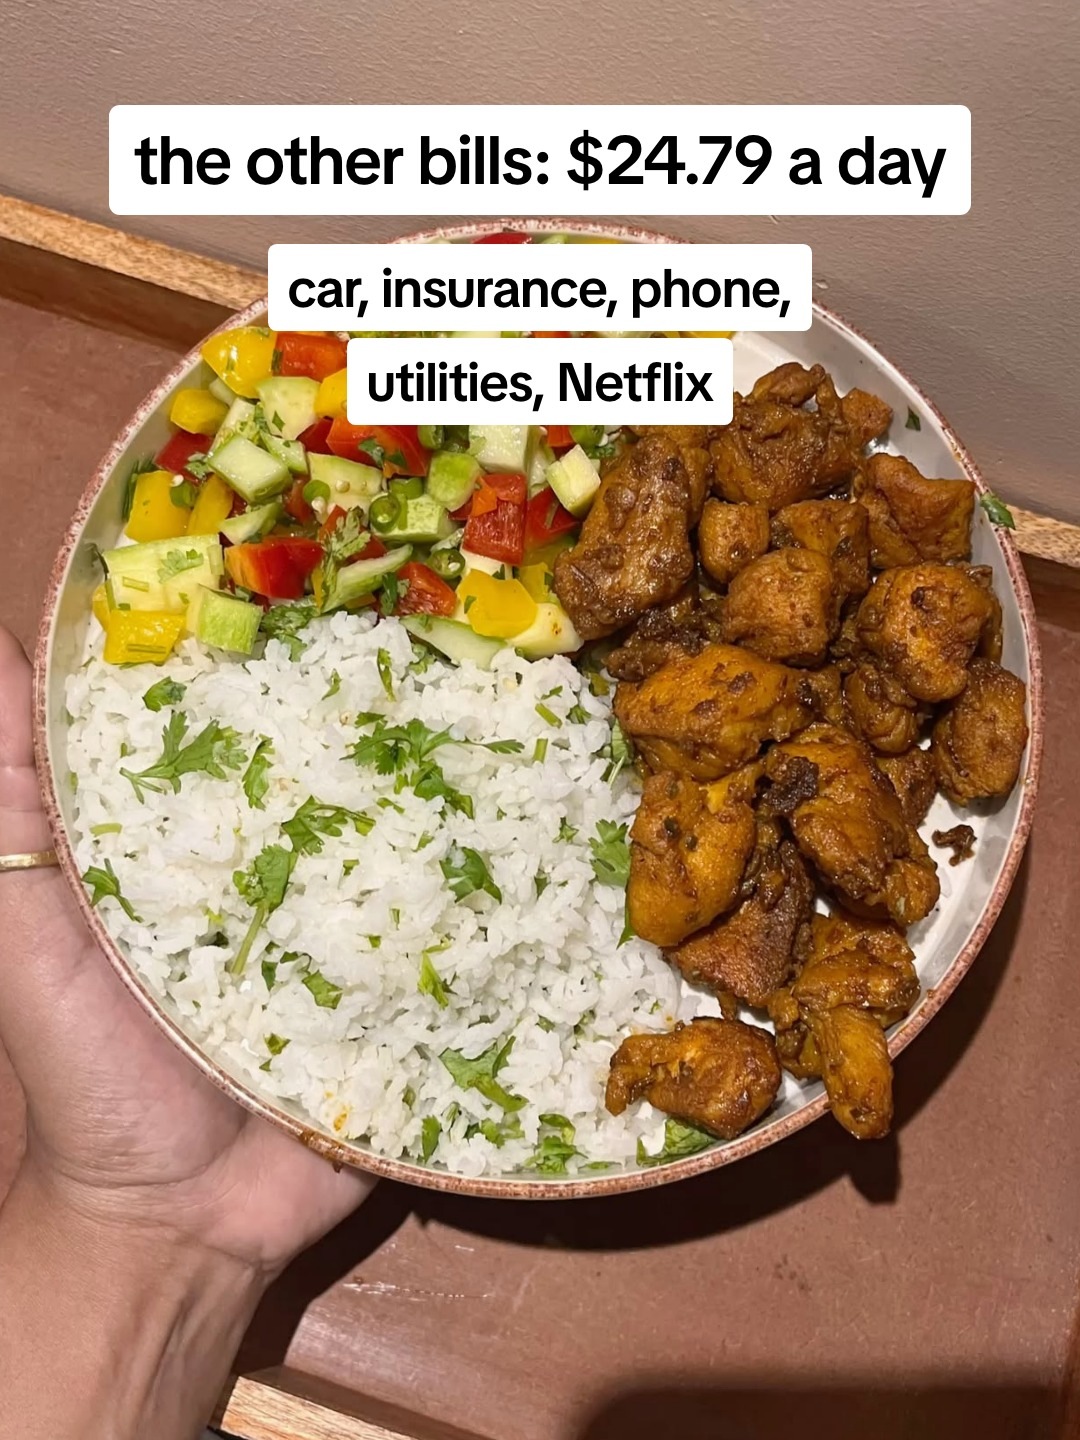 the other bills: $24.79 a day
car, insurance, phone,
utilities, Netflix